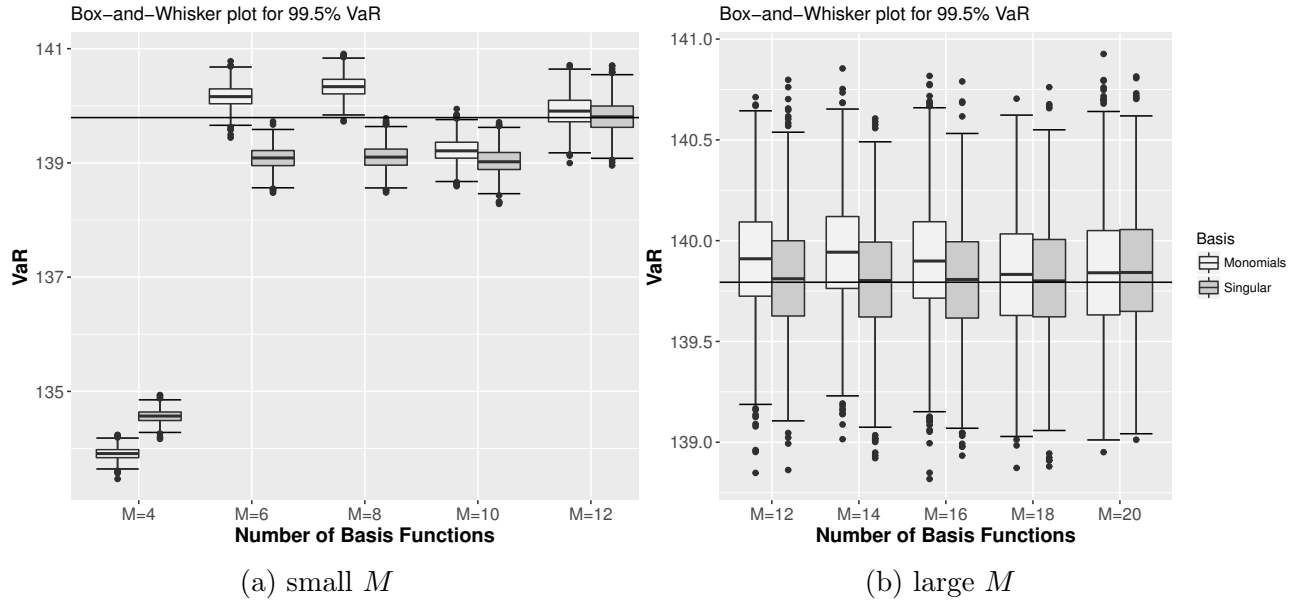 Box−and−Whisker plot for 99.5% VaR
141
139
137
135
VaR
M=4
M=6
M=8
M=10
M=12
Number of Basis Functions
(a) small M
Box−and−Whisker plot for 99.5% VaR
141.0
140.5
140.0
139.5
139.0
VaR
M=12
M=14
M=16
M=18
M=20
Number of Basis Functions
Basis
Monomials
Singular
(b) large M